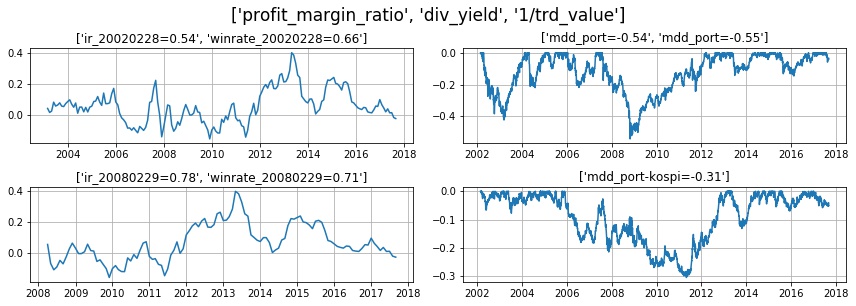 ['profit_margin_ratio', 'div_yield', '1/trd_value']
['ir_20020228=0.54', 'winrate_20020228=0.66']
0.4
0.2
0.0
2004 2006 2008 2010 2012 2014 2016 2018
['mdd_port=-0.54', 'mdd_port=-0.55']
0.0
−0.2
−0.4
2002 2004 2006 2008 2010 2012 2014 2016 2018
['ir_20080229=0.78', 'winrate_20080229=0.71']
0.4
0.2
0.0
2008 2009 2010 2011 2012 2013 2014 2015 2016 2017 2018
['mdd_port-kospi=-0.31']
0.0
−0.1
−0.2
−0.3
2002 2004 2006 2008 2010 2012 2014 2016 2018